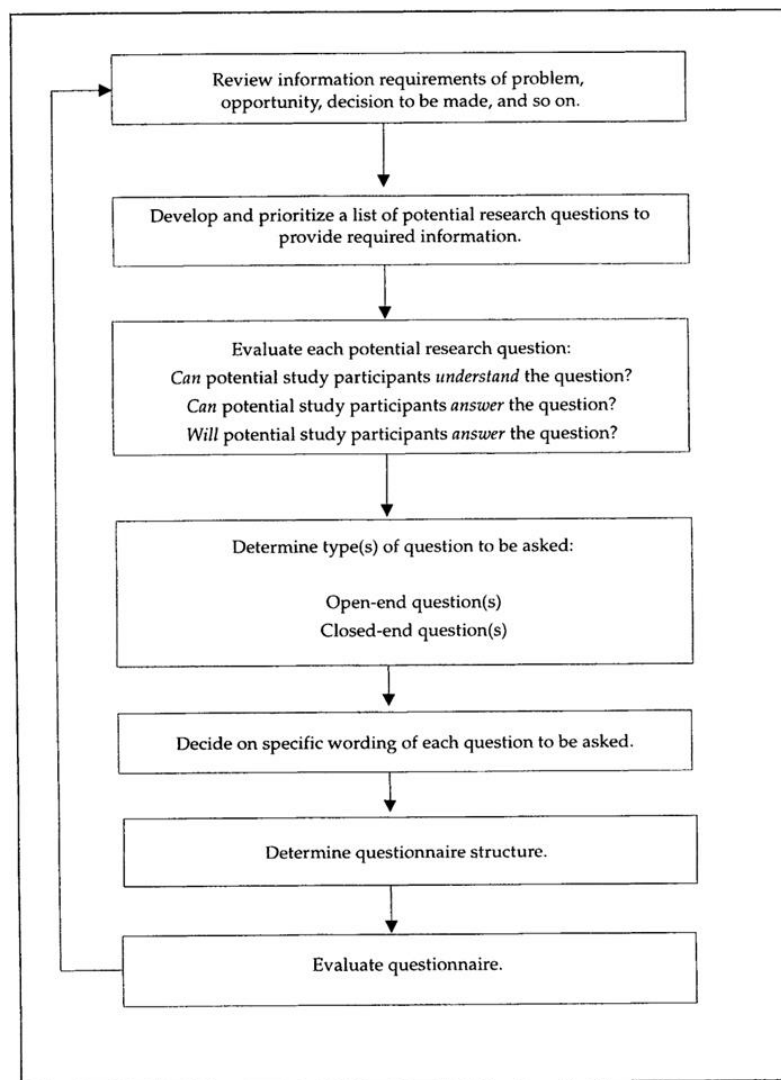 Review information requirements of problem,
opportunity, decision to be made, and so on.
Develop and prioritize a list of potential research questions to
provide required information.
Evaluate each potential research question:
Can potential study participants understand the question?
Can potential study participants answer the question?
Will potential study participants answer the question?
Determine type(s) of question to be asked:
Open-end question(s)
Closed-end question(s)
Decide on specific wording of each question to be asked.
Determine questionnaire structure.
Evaluate questionnaire.